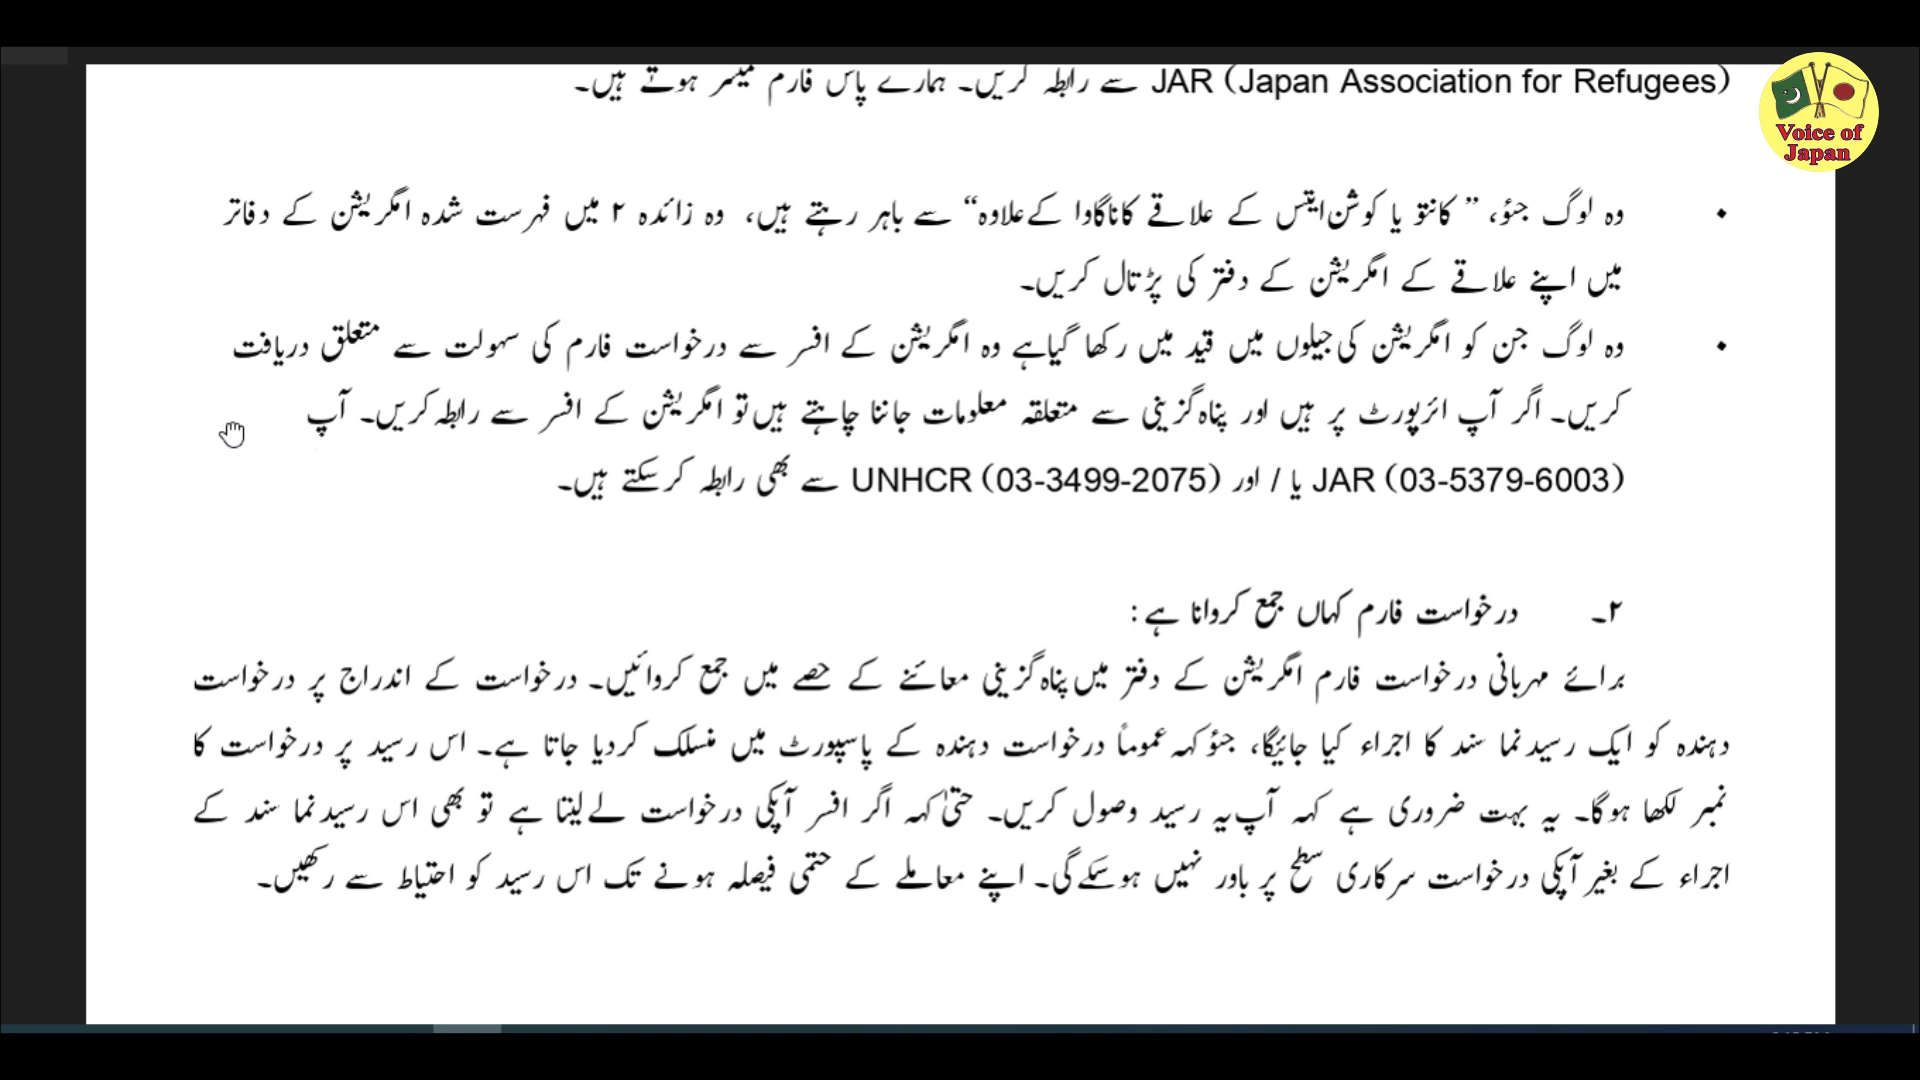 JAR (Japan Association for Refugees) سے رابطہ کریں۔ ہمارے پاس فارم میسر ہوتے ہیں۔
Voice of
Japan
• وہ لوگ جئو، ” کانتو یا کوشن‌ایتس کے علاقے کاناگاوا کے علاوہ“ سے باہر رہتے ہیں، وہ زائدہ ۲ میں فہرست شدہ امگریشن کے دفاتر
میں اپنے علاقے کے امگریشن کے دفتر کی پڑتال کریں۔
• وہ لوگ جن کو امگریشن کی جیلوں میں قید میں رکھا گیاہے وہ امگریشن کے افسر سے درخواست فارم کی سہولت سے متعلق دریافت
کریں۔ اگر آپ ائرپورٹ پر ہیں اور پناہ گزینی سے متعلقہ معلومات جاننا چاہتے ہیں تو امگریشن کے افسر سے رابطہ کریں۔ آپ
JAR (03-5379-6003) یا / اور UNHCR (03-3499-2075) سے بھی رابطہ کرسکتے ہیں۔
۲۔ درخواست فارم کہاں جمع کروانا ہے :
برائے مہربانی درخواست فارم امگریشن کے دفتر میں پناہ گزینی معائنے کے حصے میں جمع کروائیں۔ درخواست کے اندراج پر درخواست
دہندہ کو ایک رسید نما سند کا اجراء کیا جائیگا، جئو کہ عموماً درخواست دہندہ کے پاسپورٹ میں منسلک کردیا جاتا ہے۔ اس رسید پر درخواست کا
نمبر لکھا ہوگا۔ یہ بہت ضروری ہے کہ آپ یہ رسید وصول کریں۔ حتیٰ کہ اگر افسر آپکی درخواست لے لیتا ہے تو بھی اس رسید نما سند کے
اجراء کے بغیر آپکی درخواست سرکاری سطح پر باور نہیں ہوسکے گی۔ اپنے معاملے کے حتمی فیصلہ ہونے تک اس رسید کو احتیاط سے رکھیں۔